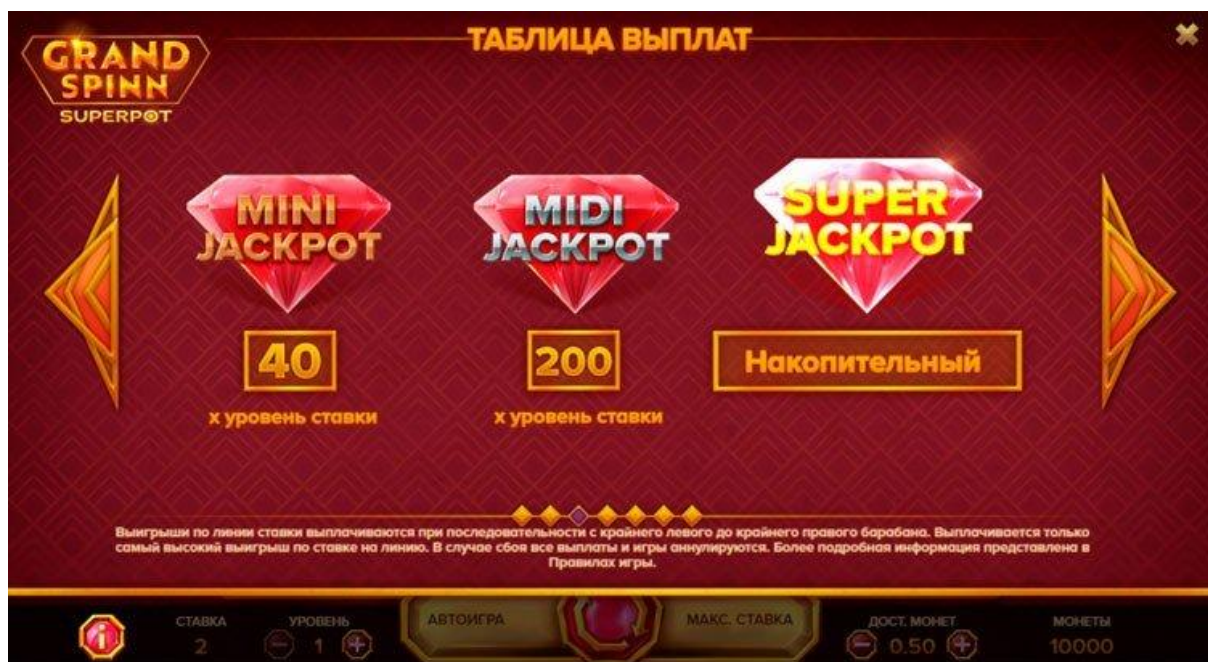 ТАБЛИЦА ВЫПЛАТ
GRAND
SPINN
SUPERPOT
MINI
JACKPOT
MIDI
JACKPOT
SUPER
JACKPOT
40
200
Накопительный
х уровень ставки
х уровень ставки
Выигрыши по линии ставки выплачиваются при последовательности с крайнего левого до крайнего правого барабана. Выплачивается только
самый высокий выигрыш по ставке на линию. В случае сбоя все выплаты и игры аннулируются. Более подробная информация представлена в
Правилах игры.
СТАВКА
2
УРОВЕНЬ
1
АВТОИГРА
МАКС. СТАВКА
ДОСТ. МОНЕТ
0.50
МОНЕТЫ
10000